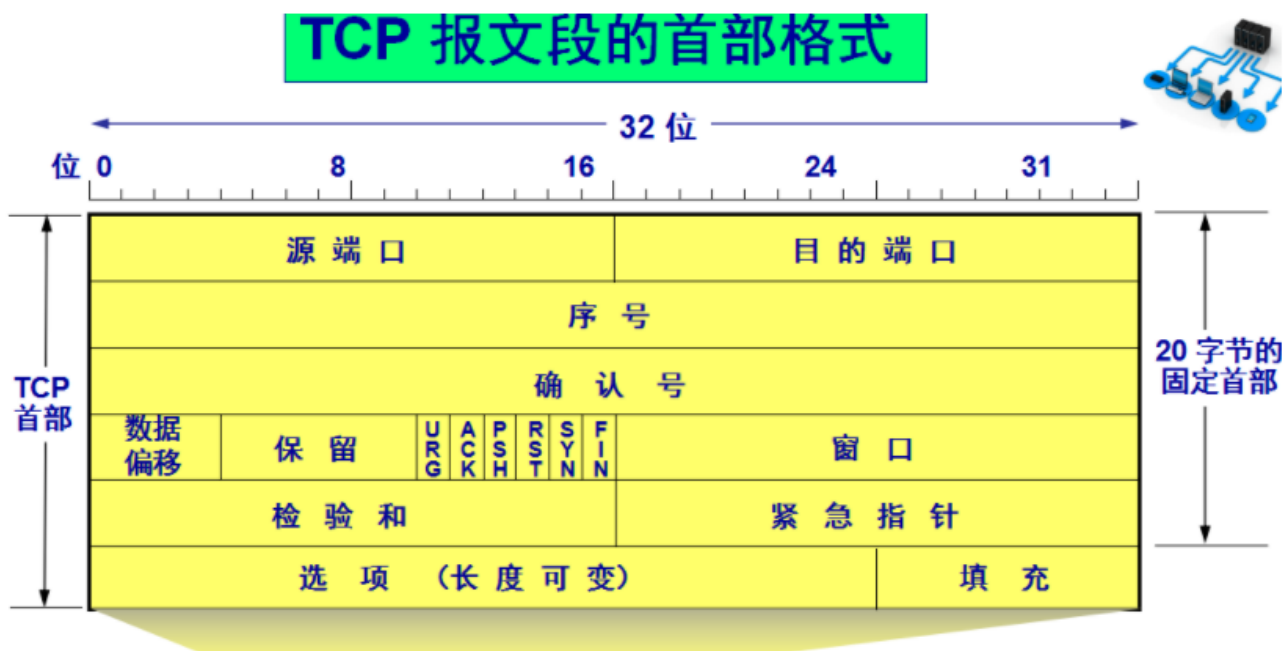 TCP 报文段的首部格式
32 位
位 0 8 16 24 31
源端口 目的端口
序号
确认号
TCP
首部
20 字节的
固定首部
数据
偏移
保留
URG
ACK
PSH
RST
SYN
FIN
窗口
检验和 紧急指针
选项 (长度可变) 填充